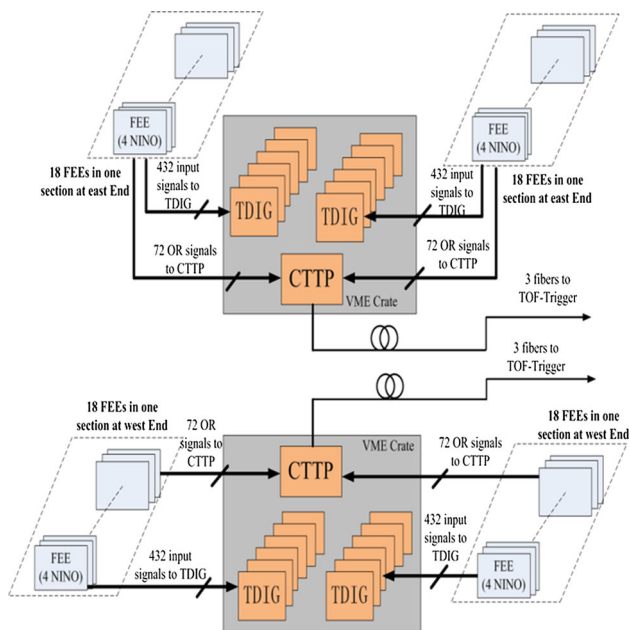 FEE
(4 NINO)
18 FEEs in one
section at east End
432 input
signals to
TDIG
72 OR signals
to CTTP
TDIG
TDIG
CTTP
VME Crate
FEE
(4 NINO)
432 input
signals to
TDIG
18 FEEs in one
section at east End
72 OR signals
to CTTP
3 fibers to
TOF-Trigger
3 fibers to
TOF-Trigger
18 FEEs in one
section at west End
72 OR
signals to
CTTP
FEE
(4 NINO)
432 input
signals to TDIG
VME Crate
CTTP
TDIG
TDIG
72 OR signals
to CTTP
432 input
signals to
TDIG
18 FEEs in one
section at west End
FEE
(4 NINO)